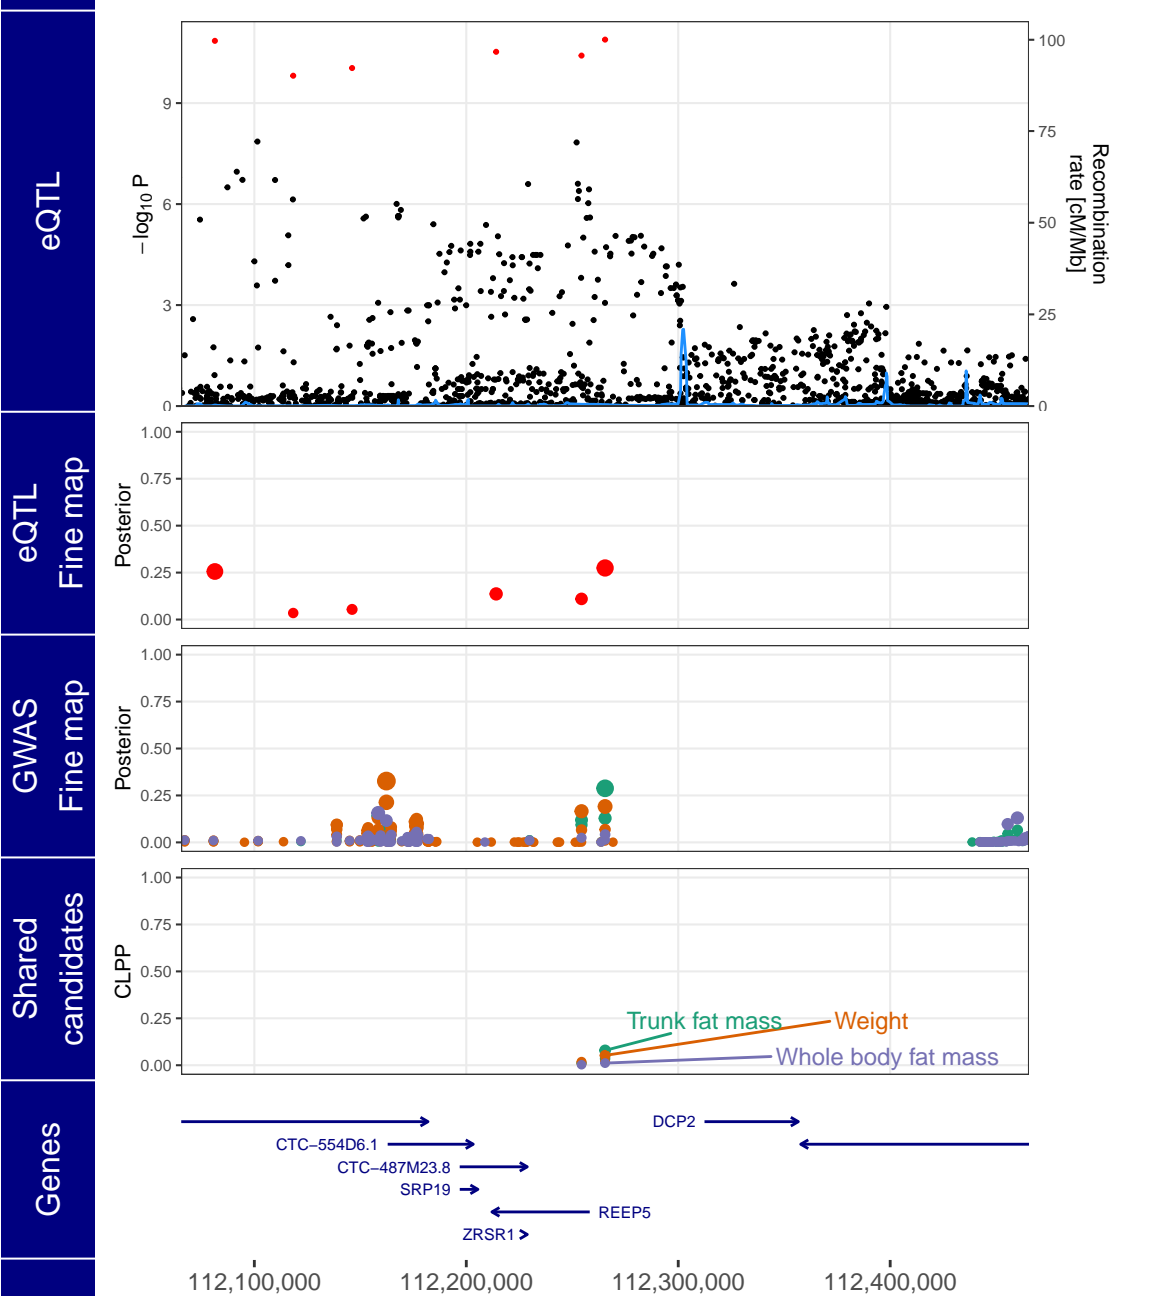 eQTL
−log10 P
9
6
3
0
100
75
50
25
0
Recombination
rate [cM/Mb]
eQTL
Fine map
Posterior
1.00
0.75
0.50
0.25
0.00
GWAS
Fine map
Posterior
1.00
0.75
0.50
0.25
0.00
Shared
candidates
CLPP
1.00
0.75
0.50
0.25
0.00
Trunk fat mass
Weight
Whole body fat mass
Genes
DCP2
CTC−554D6.1
CTC−487M23.8
SRP19
REEP5
ZRSR1
112,100,000 112,200,000 112,300,000 112,400,000